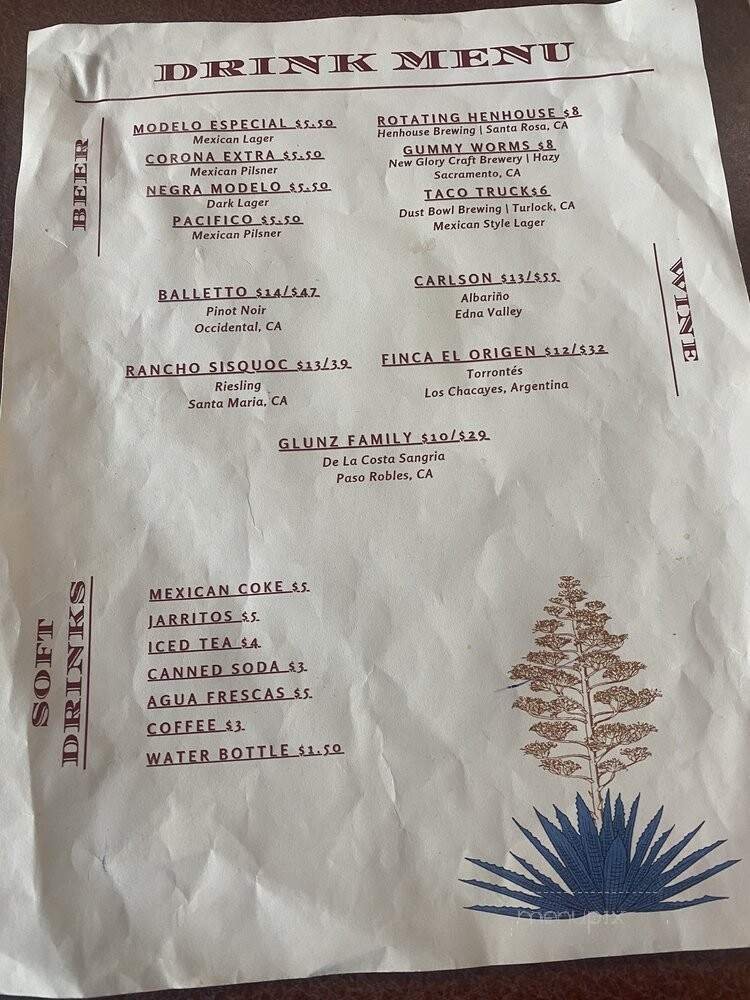 DRINK MENU
BEER
MODELO ESPECIAL $5.50
Mexican Lager
CORONA EXTRA $5.50
Mexican Pilsner
NEGRA MODELO $5.50
Dark Lager
PACIFICO $5.50
Mexican Pilsner
ROTATING HENHOUSE $8
Henhouse Brewing | Santa Rosa, CA
GUMMY WORMS $8
New Glory Craft Brewery | Hazy
Sacramento, CA
TACO TRUCK$6
Dust Bowl Brewing | Turlock, CA
Mexican Style Lager
WINE
BALLETTO $14/$47
Pinot Noir
Occidental, CA
CARLSON $13/$55
Albariño
Edna Valley
RANCHO SISQUOC $13/39
Riesling
Santa Maria, CA
FINCA EL ORIGEN $12/$32
Torrontés
Los Chacayes, Argentina
GLUNZ FAMILY $10/$29
De La Costa Sangria
Paso Robles, CA
SOFT
DRINKS
MEXICAN COKE $5
JARRITOS $5
ICED TEA $4
CANNED SODA $3
AGUA FRESCAS $5
COFFEE $3
WATER BOTTLE $1.50
menupix